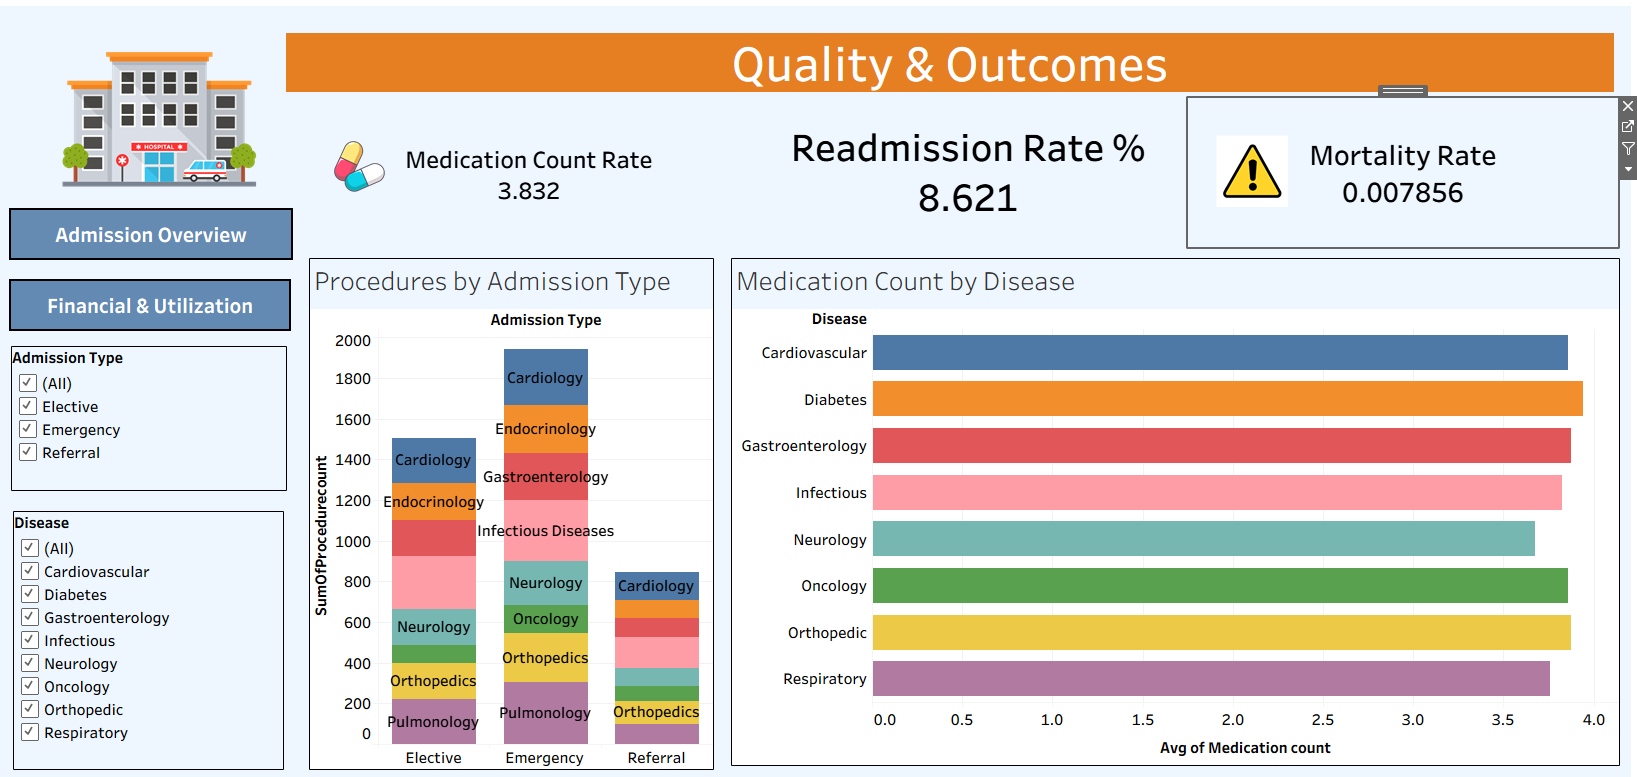 Quality & Outcomes
HOSPITAL
Medication Count Rate
3.832
Readmission Rate %
8.621
Mortality Rate
0.007856
Admission Overview
Financial & Utilization
Admission Type
(All)
Elective
Emergency
Referral
Disease
(All)
Cardiovascular
Diabetes
Gastroenterology
Infectious
Neurology
Oncology
Orthopedic
Respiratory
Procedures by Admission Type
Admission Type
SumOfProcedurecount
2000
1800
1600
1400
1200
1000
800
600
400
200
0
Cardiology
Endocrinology
Neurology
Orthopedics
Pulmonology
Cardiology
Endocrinology
Gastroenterology
Infectious Diseases
Neurology
Oncology
Orthopedics
Pulmonology
Cardiology
Orthopedics
Elective Emergency Referral
Medication Count by Disease
Disease
Cardiovascular
Diabetes
Gastroenterology
Infectious
Neurology
Oncology
Orthopedic
Respiratory
0.0 0.5 1.0 1.5 2.0 2.5 3.0 3.5 4.0
Avg of Medication count